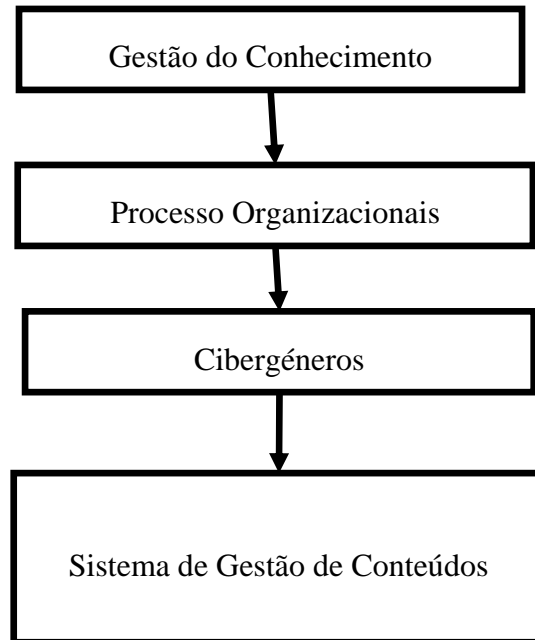 Gestão do Conhecimento
Processo Organizacionais
Cibergéneros
Sistema de Gestão de Conteúdos